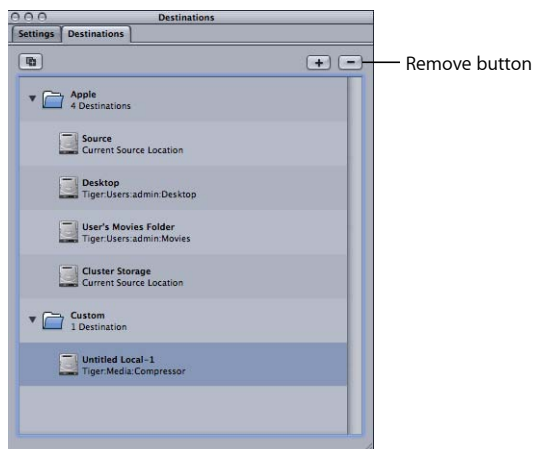 Destinations
Settings Destinations
+ −
Remove button
Apple
4 Destinations
Source
Current Source Location
Desktop
Tiger:Users:admin:Desktop
User's Movies Folder
Tiger:Users:admin:Movies
Cluster Storage
Current Source Location
Custom
1 Destination
Untitled Local-1
Tiger:Media:Compressor